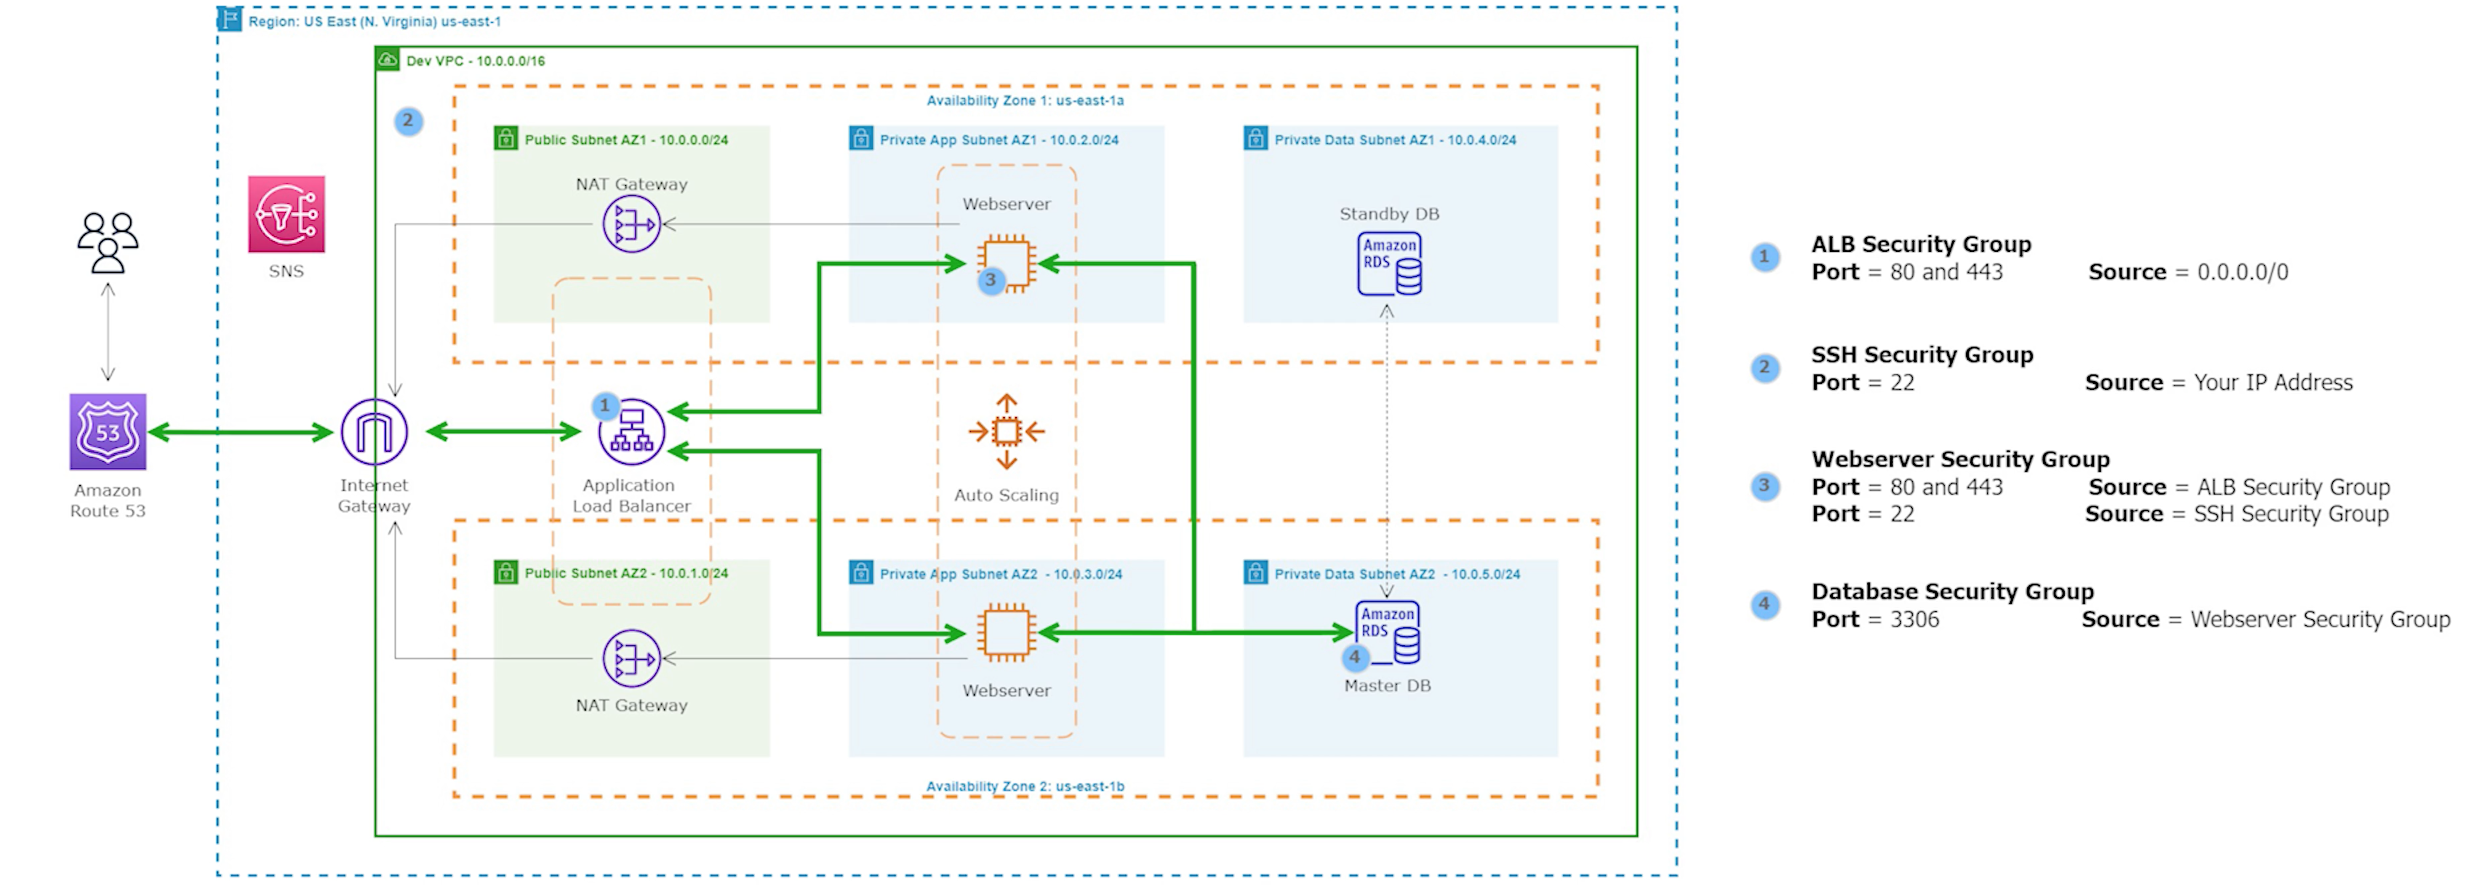 Region: US East (N. Virginia) us-east-1
Dev VPC - 10.0.0.0/16
Availability Zone 1: us-east-1a
2
Public Subnet AZ1 - 10.0.0.0/24
Private App Subnet AZ1 - 10.0.2.0/24
Private Data Subnet AZ1 - 10.0.4.0/24
NAT Gateway
Webserver
3
Standby DB
Amazon
RDS
SNS
53
Amazon
Route 53
Internet
Gateway
1
Application
Load Balancer
Auto Scaling
Public Subnet AZ2 - 10.0.1.0/24
Private App Subnet AZ2 - 10.0.3.0/24
Private Data Subnet AZ2 - 10.0.5.0/24
NAT Gateway
Webserver
Amazon
RDS
4
Master DB
Availability Zone 2: us-east-1b
1
ALB Security Group
Port = 80 and 443 Source = 0.0.0.0/0
2
SSH Security Group
Port = 22 Source = Your IP Address
3
Webserver Security Group
Port = 80 and 443 Source = ALB Security Group
Port = 22 Source = SSH Security Group
4
Database Security Group
Port = 3306 Source = Webserver Security Group